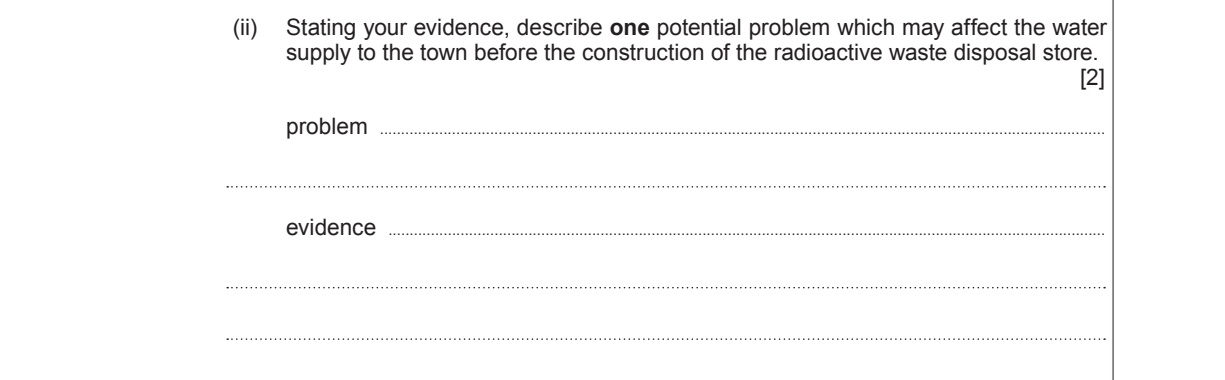 (ii) Stating your evidence, describe one potential problem which may affect the water
supply to the town before the construction of the radioactive waste disposal store.
[2]
problem
evidence